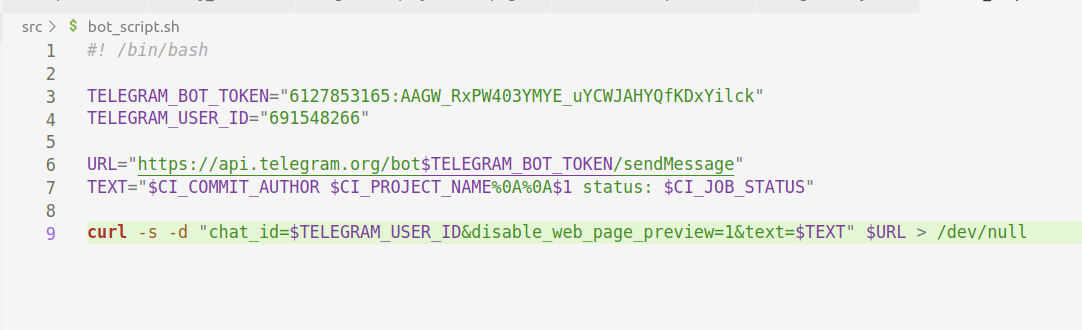 src > $ bot_script.sh
1 #! /bin/bash
2
3 TELEGRAM_BOT_TOKEN="6127853165:AAGW_RxPW403YMYE_uYCWJAHYQfKDxYilck"
4 TELEGRAM_USER_ID="691548266"
5
6 URL="https://api.telegram.org/bot$TELEGRAM_BOT_TOKEN/sendMessage"
7 TEXT="$CI_COMMIT_AUTHOR $CI_PROJECT_NAME%0A%0A$1 status: $CI_JOB_STATUS"
8
9 curl -s -d "chat_id=$TELEGRAM_USER_ID&disable_web_page_preview=1&text=$TEXT" $URL > /dev/null